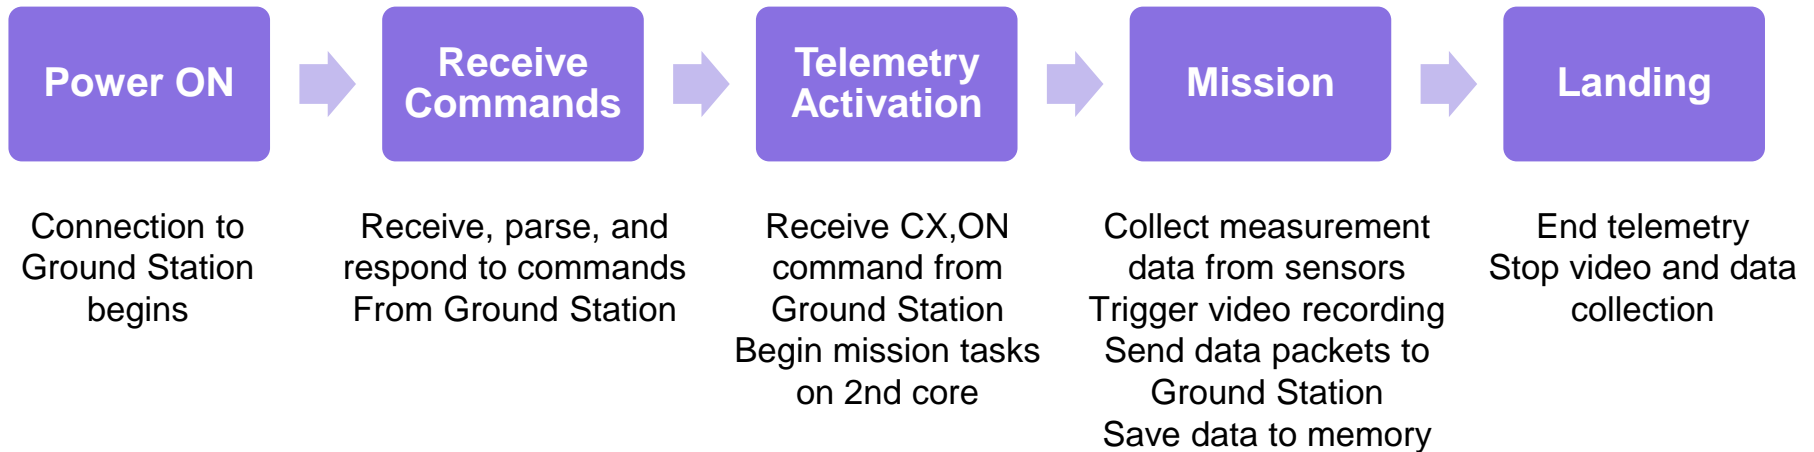 Power ON
Receive
Commands
Telemetry
Activation
Mission
Landing
Connection to
Ground Station
begins
Receive, parse, and
respond to commands
From Ground Station
Receive CX,ON
command from
Ground Station
Begin mission tasks
on 2nd core
Collect measurement
data from sensors
Trigger video recording
Send data packets to
Ground Station
Save data to memory
End telemetry
Stop video and data
collection